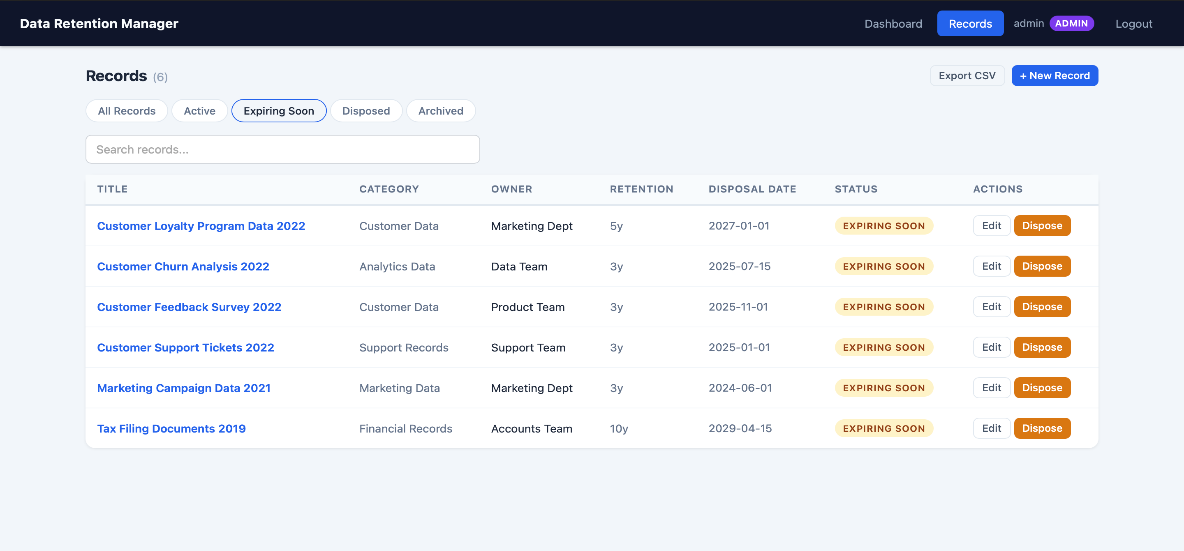 Data Retention Manager Dashboard Records admin ADMIN Logout
Records (6) Export CSV + New Record
All Records Active Expiring Soon Disposed Archived
Search records...
TITLE CATEGORY OWNER RETENTION DISPOSAL DATE STATUS ACTIONS
Customer Loyalty Program Data 2022 Customer Data Marketing Dept 5y 2027-01-01 EXPIRING SOON Edit Dispose
Customer Churn Analysis 2022 Analytics Data Data Team 3y 2025-07-15 EXPIRING SOON Edit Dispose
Customer Feedback Survey 2022 Customer Data Product Team 3y 2025-11-01 EXPIRING SOON Edit Dispose
Customer Support Tickets 2022 Support Records Support Team 3y 2025-01-01 EXPIRING SOON Edit Dispose
Marketing Campaign Data 2021 Marketing Data Marketing Dept 3y 2024-06-01 EXPIRING SOON Edit Dispose
Tax Filing Documents 2019 Financial Records Accounts Team 10y 2029-04-15 EXPIRING SOON Edit Dispose